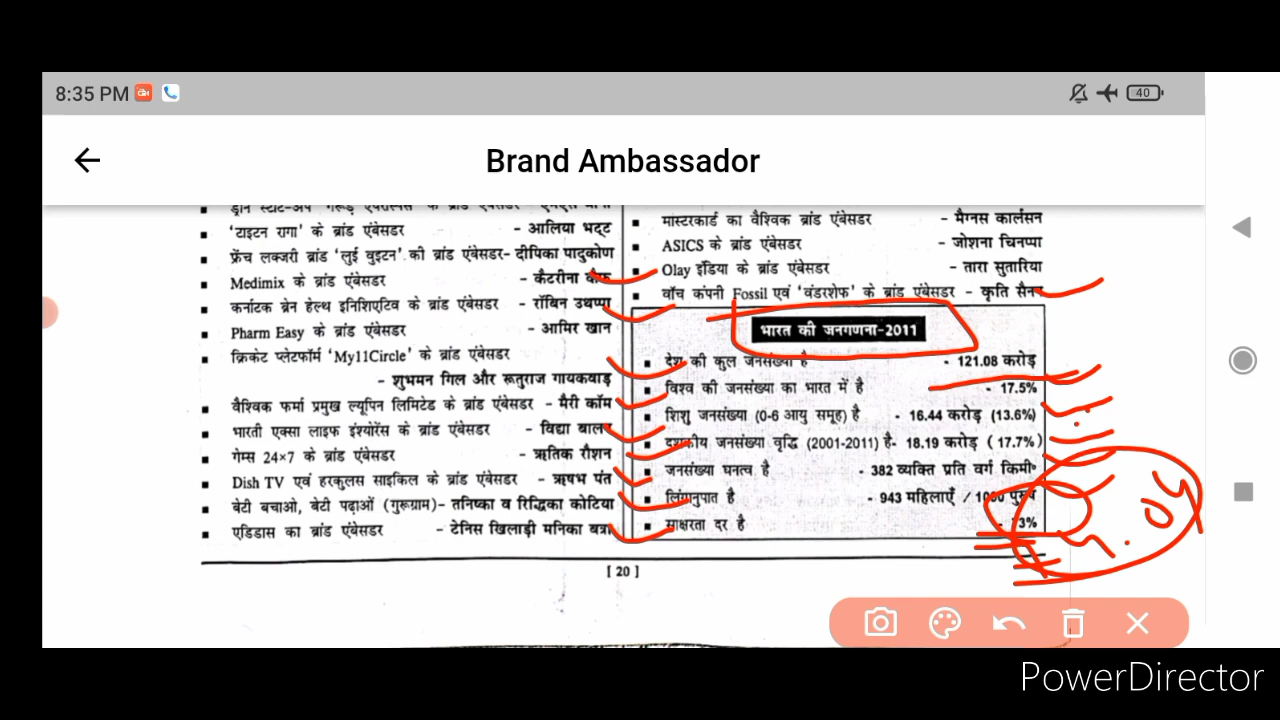 8:35 PM
40
Brand Ambassador
'टाइटन रागा' के ब्रांड एंबेसडर - आलिया भट्ट
फ्रेंच लक्जरी ब्रांड 'लुई वुइटन' की ब्रांड एंबेसडर- दीपिका पादुकोण
Medimix के ब्रांड एंबेसडर - कैटरीना कैफ
कर्नाटक ब्रेन हेल्थ इनिशिएटिव के ब्रांड एंबेसडर - रॉबिन उथप्पा
Pharm Easy के ब्रांड एंबेसडर - आमिर खान
क्रिकेट प्लेटफॉर्म 'My11Circle' के ब्रांड एंबेसडर
- शुभमन गिल और रूतुराज गायकवाड़
वैश्विक फर्मा प्रमुख ल्यूपिन लिमिटेड के ब्रांड एंबेसडर - मैरी कॉम
भारती एक्सा लाइफ इंश्योरेंस के ब्रांड एंबेसडर - विद्या बालन
गेम्स 24×7 के ब्रांड एंबेसडर - ऋतिक रौशन
Dish TV एवं हरकुलस साइकिल के ब्रांड एंबेसडर - ऋषभ पंत
बेटी बचाओ, बेटी पढ़ाओं (गुरूग्राम)- तनिष्का व रिद्धिका कोटिया
एडिडास का ब्रांड एंबेसडर - टेनिस खिलाड़ी मनिका बत्रा
मास्टरकार्ड का वैश्विक ब्रांड एंबेसडर - मैग्नस कार्लसन
ASICS के ब्रांड एंबेसडर - जोशना चिनप्पा
Olay इंडिया के ब्रांड एंबेसडर - तारा सुतारिया
वॉच कंपनी Fossil एवं 'वंडरशेफ' के ब्रांड एंबेसडर - कृति सैनन
भारत की जनगणना-2011
देश की कुल जनसंख्या है - 121.08 करोड़
विश्व की जनसंख्या का भारत में है - 17.5%
शिशु जनसंख्या (0-6 आयु समूह) है - 16.44 करोड़ (13.6%)
दशकीय जनसंख्या वृद्धि (2001-2011) है- 18.19 करोड़ ( 17.7%)
जनसंख्या घनत्व है - 382 व्यक्ति प्रति वर्ग किमी०
लिंगानुपात है - 943 महिलाएँ / 1000 पुरुष
साक्षरता दर है - 73%
[ 20 ]
PowerDirector